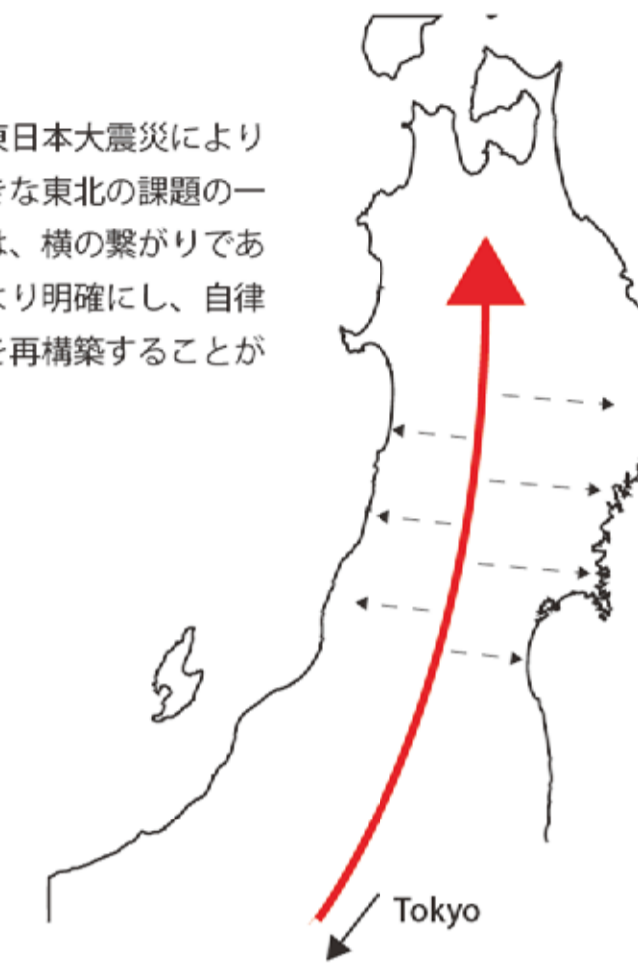 東日本大震災により
きな東北の課題の一
は、横の繋がりであ
より明確にし、自律
を再構築することが
Tokyo